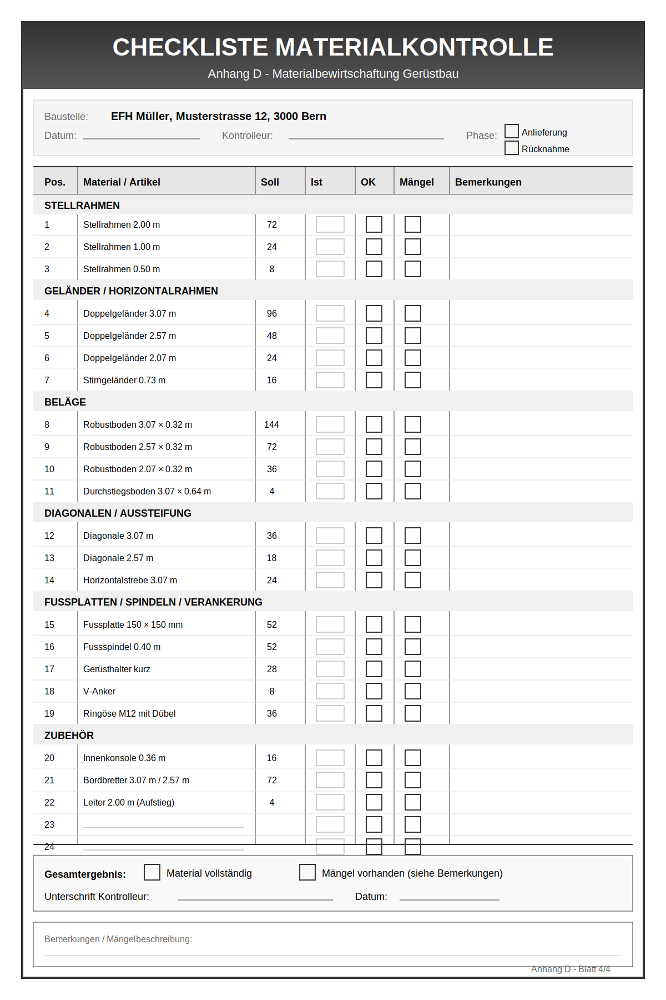 CHECKLISTE MATERIALKONTROLLE
Anhang D - Materialbewirtschaftung Gerüstbau
Baustelle: EFH Müller, Musterstrasse 12, 3000 Bern
Datum: Kontrolleur: Phase: Anlieferung
Rücknahme
Pos. Material / Artikel Soll Ist OK Mängel Bemerkungen
STELLRAHMEN
1 Stellrahmen 2.00 m 72
2 Stellrahmen 1.00 m 24
3 Stellrahmen 0.50 m 8
GELÄNDER / HORIZONTALRAHMEN
4 Doppelgeländer 3.07 m 96
5 Doppelgeländer 2.57 m 48
6 Doppelgeländer 2.07 m 24
7 Stirngeländer 0.73 m 16
BELÄGE
8 Robustboden 3.07 × 0.32 m 144
9 Robustboden 2.57 × 0.32 m 72
10 Robustboden 2.07 × 0.32 m 36
11 Durchstiegsboden 3.07 × 0.64 m 4
DIAGONALEN / AUSSTEIFUNG
12 Diagonale 3.07 m 36
13 Diagonale 2.57 m 18
14 Horizontalstrebe 3.07 m 24
FUSSPLATTEN / SPINDELN / VERANKERUNG
15 Fussplatte 150 × 150 mm 52
16 Fussspindel 0.40 m 52
17 Gerüsthalter kurz 28
18 V-Anker 8
19 Ringöse M12 mit Dübel 36
ZUBEHÖR
20 Innenkonsole 0.36 m 16
21 Bordbretter 3.07 m / 2.57 m 72
22 Leiter 2.00 m (Aufstieg) 4
23
24
Gesamtergebnis: Material vollständig Mängel vorhanden (siehe Bemerkungen)
Unterschrift Kontrolleur: Datum:
Bemerkungen / Mängelbeschreibung:
Anhang D - Blatt 4/4